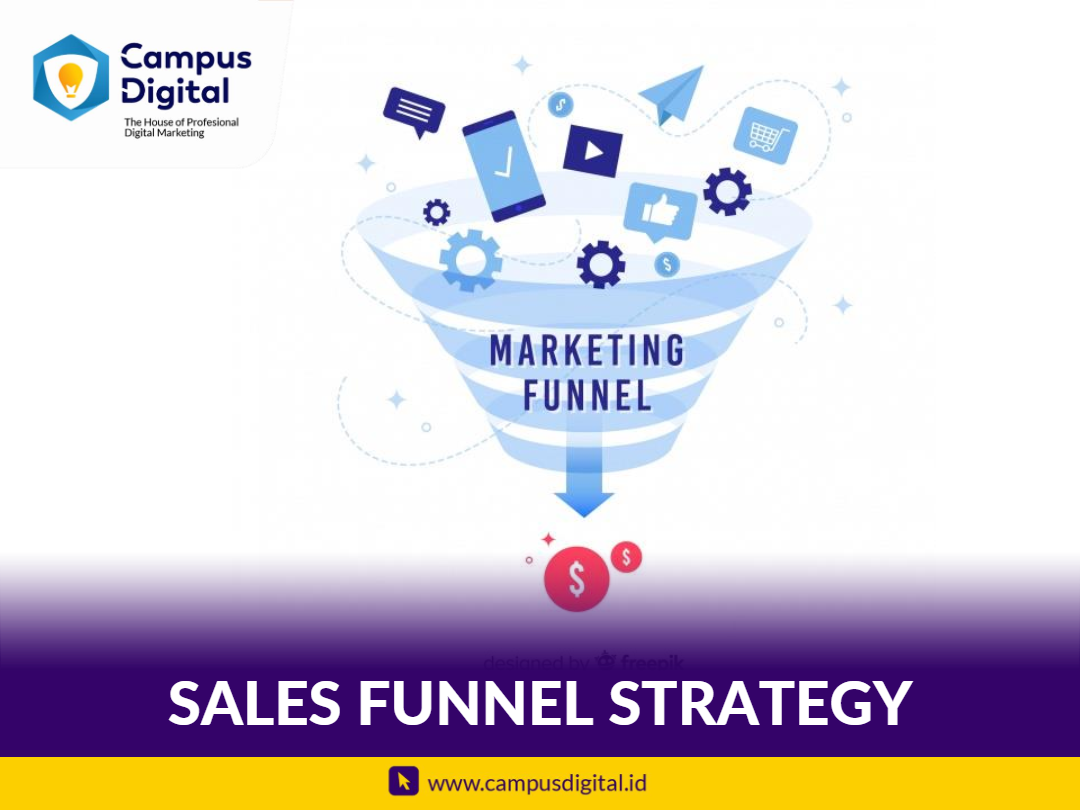 Campus
Digital
The House of Profesional
Digital Marketing
MARKETING
FUNNEL
designed by freepik
SALES FUNNEL STRATEGY
www.campusdigital.id